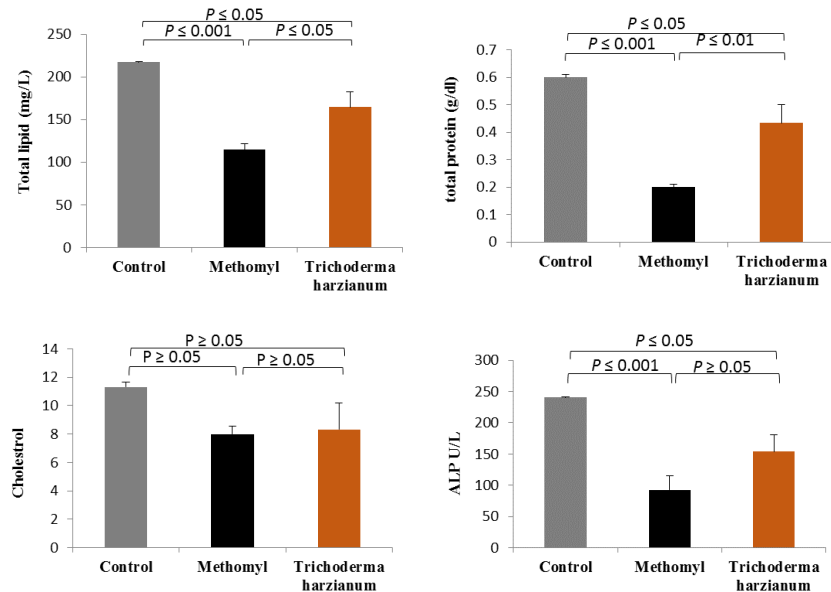 P ≤ 0.05
P ≤ 0.001
P ≤ 0.05
Total lipid (mg/L)
250
200
150
100
50
0
Control
Methomyl
Trichoderma
harzianum
P ≤ 0.05
P ≤ 0.001
P ≤ 0.01
total protein (g/dl)
0.7
0.6
0.5
0.4
0.3
0.2
0.1
0
Control
Methomyl
Trichoderma
harzianum
P ≥ 0.05
P ≥ 0.05
P ≥ 0.05
Cholestrol
14
12
10
8
6
4
2
0
Control
Methomyl
Trichoderma
harzianum
P ≤ 0.05
P ≤ 0.001
P ≥ 0.05
ALP U/L
300
250
200
150
100
50
0
Control
Methomyl
Trichoderma
harzianum